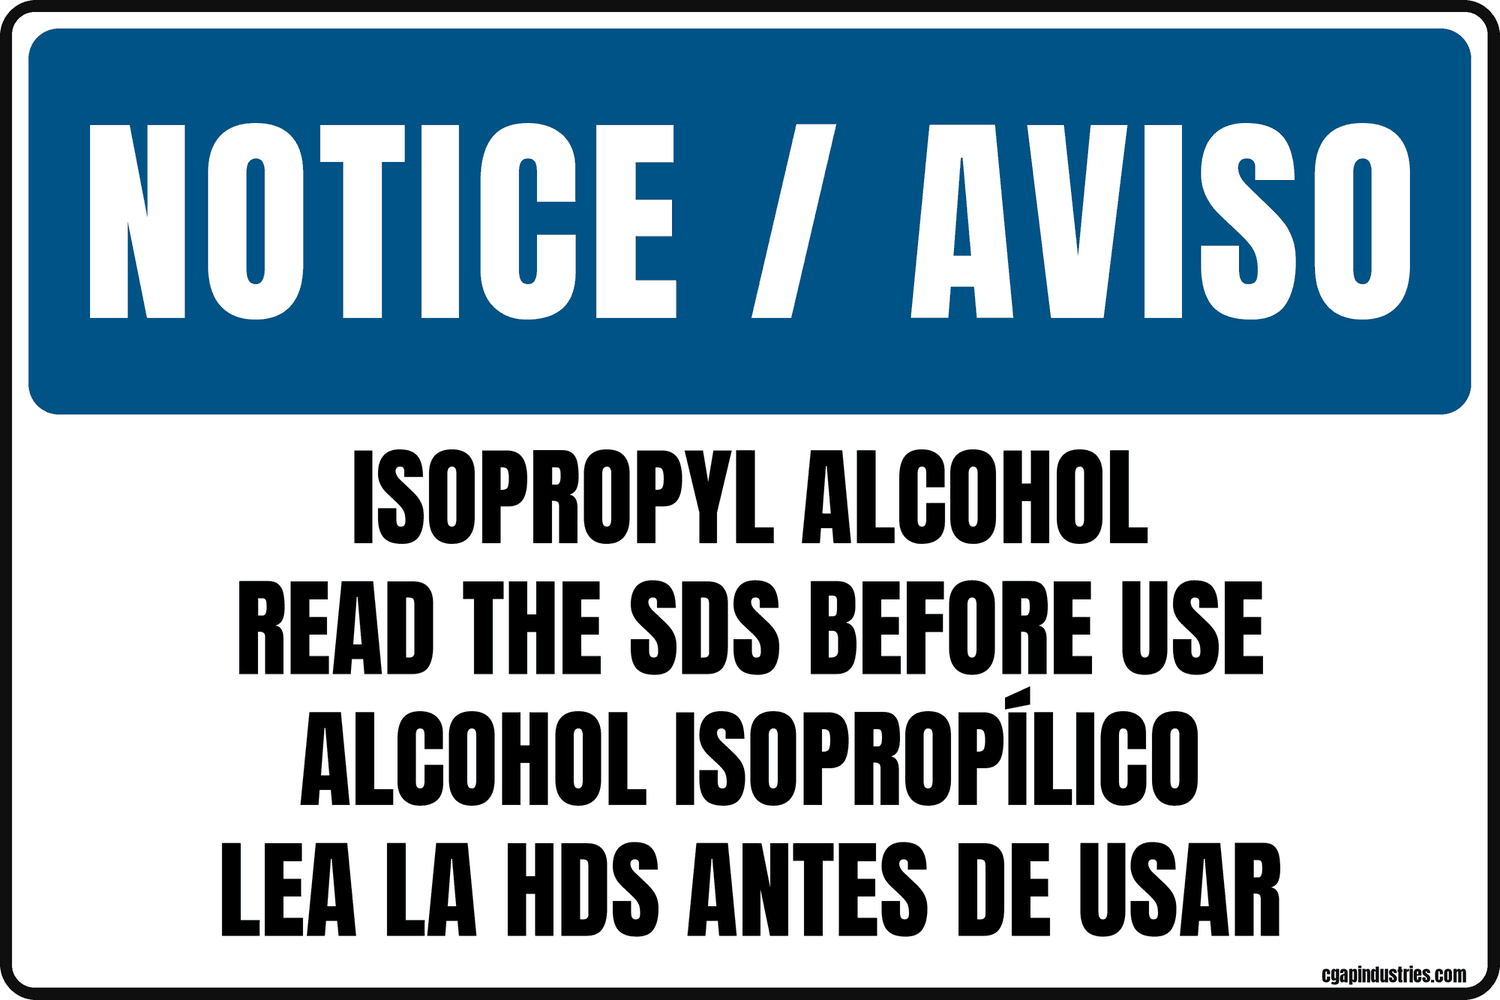 NOTICE / AVISO
ISOPROPYL ALCOHOL
READ THE SDS BEFORE USE
ALCOHOL ISOPROPÍLICO
LEA LA HDS ANTES DE USAR
cgapindustries.com